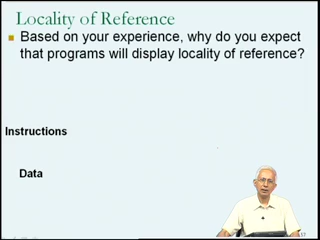 Locality of Reference
Based on your experience, why do you expect
that programs will display locality of reference?
Instructions
Data